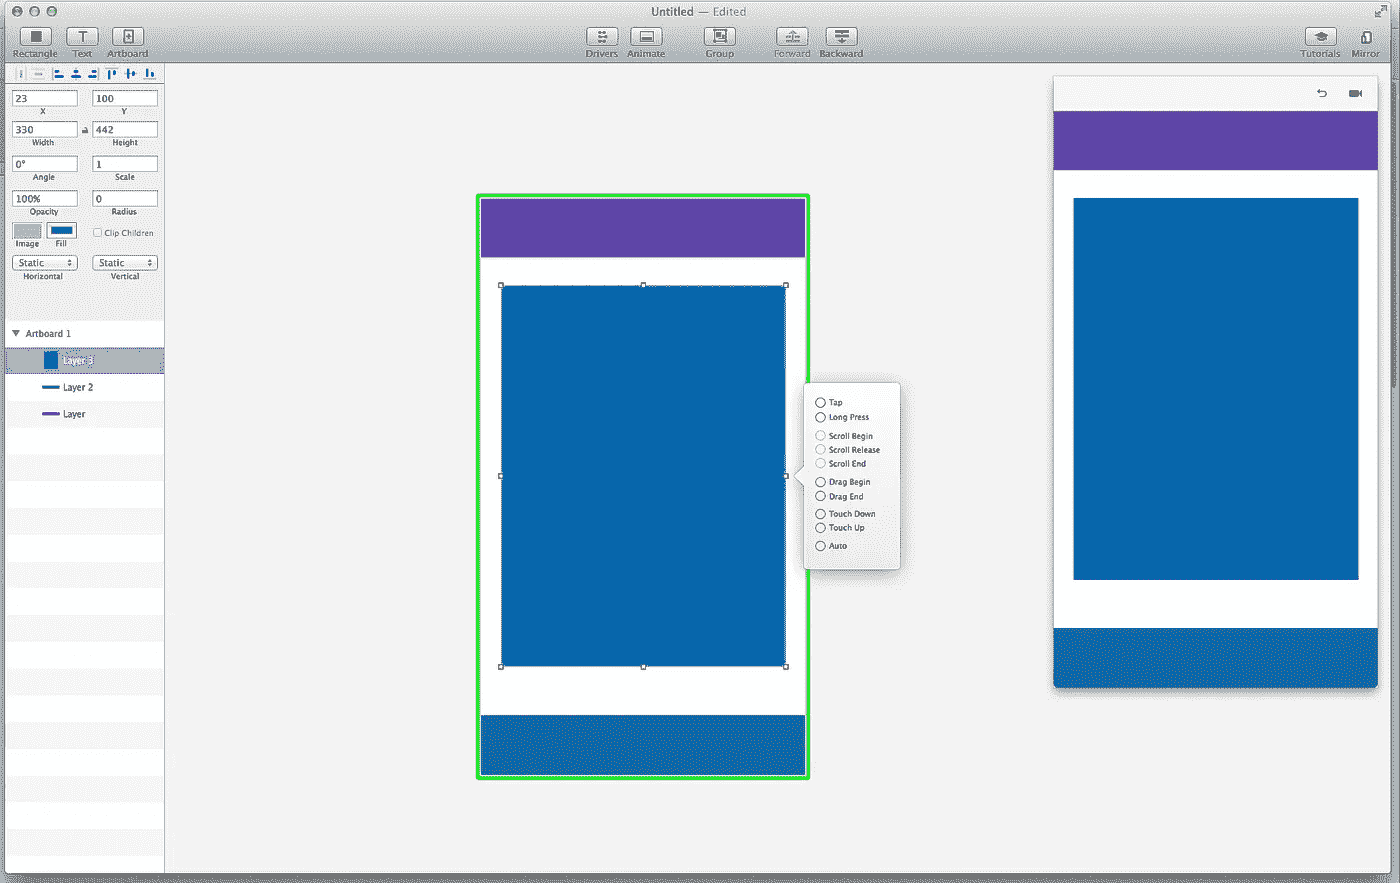 Untitled — Edited
Rectangle Text Artboard Drivers Animate Group Forward Backward Tutorials Mirror
23 100
X Y
330 442
Width Height
0° 1
Angle Scale
100% 0
Opacity Radius
Clip Children
Image Fill
Static Static
Horizontal Vertical
Artboard 1
Layer 3
Layer 2
Layer
Tap
Long Press
Scroll Begin
Scroll Release
Scroll End
Drag Begin
Drag End
Touch Down
Touch Up
Auto